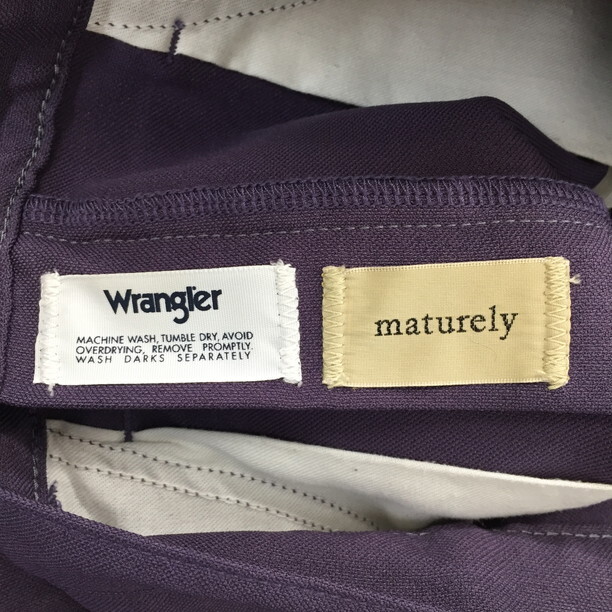 Wrangler
MACHINE WASH, TUMBLE DRY, AVOID
OVERDRYING, REMOVE PROMPTLY.
WASH DARKS SEPARATELY
maturely